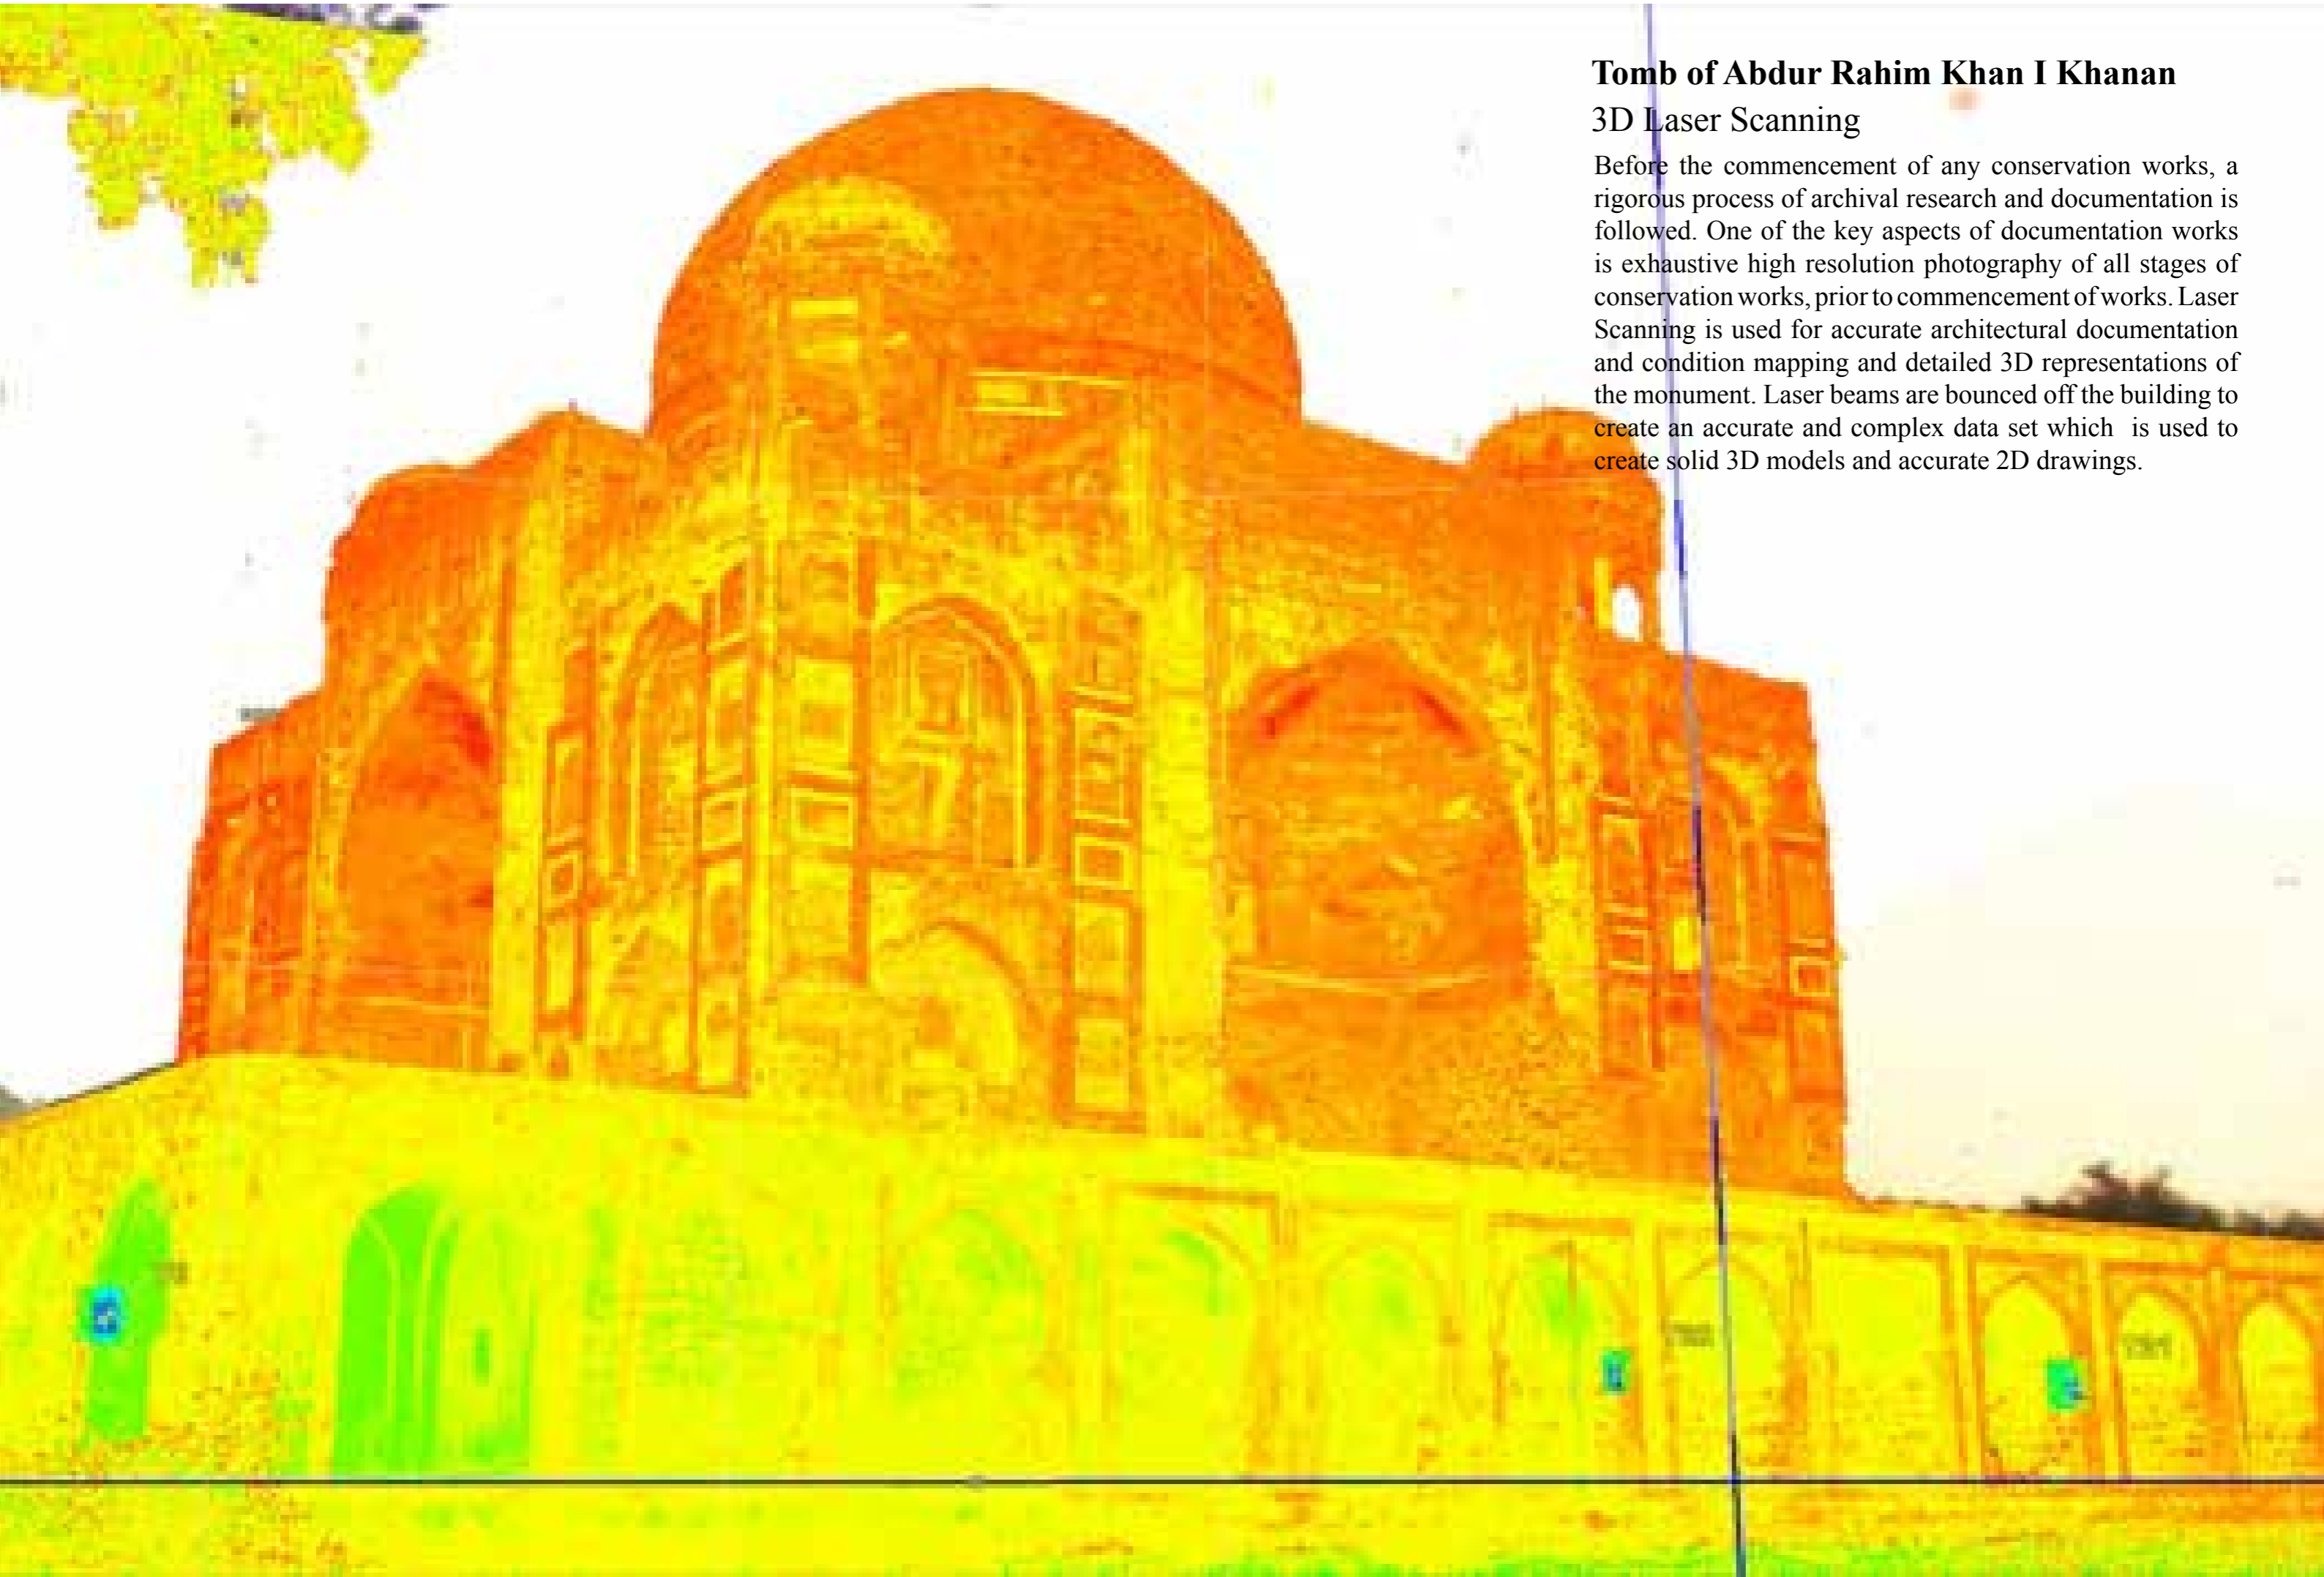 Tomb of Abdur Rahim Khan I Khanan
3D Laser Scanning
Before the commencement of any conservation works, a
rigorous process of archival research and documentation is
followed. One of the key aspects of documentation works
is exhaustive high resolution photography of all stages of
conservation works, prior to commencement of works. Laser
Scanning is used for accurate architectural documentation
and condition mapping and detailed 3D representations of
the monument. Laser beams are bounced off the building to
create an accurate and complex data set which is used to
create solid 3D models and accurate 2D drawings.